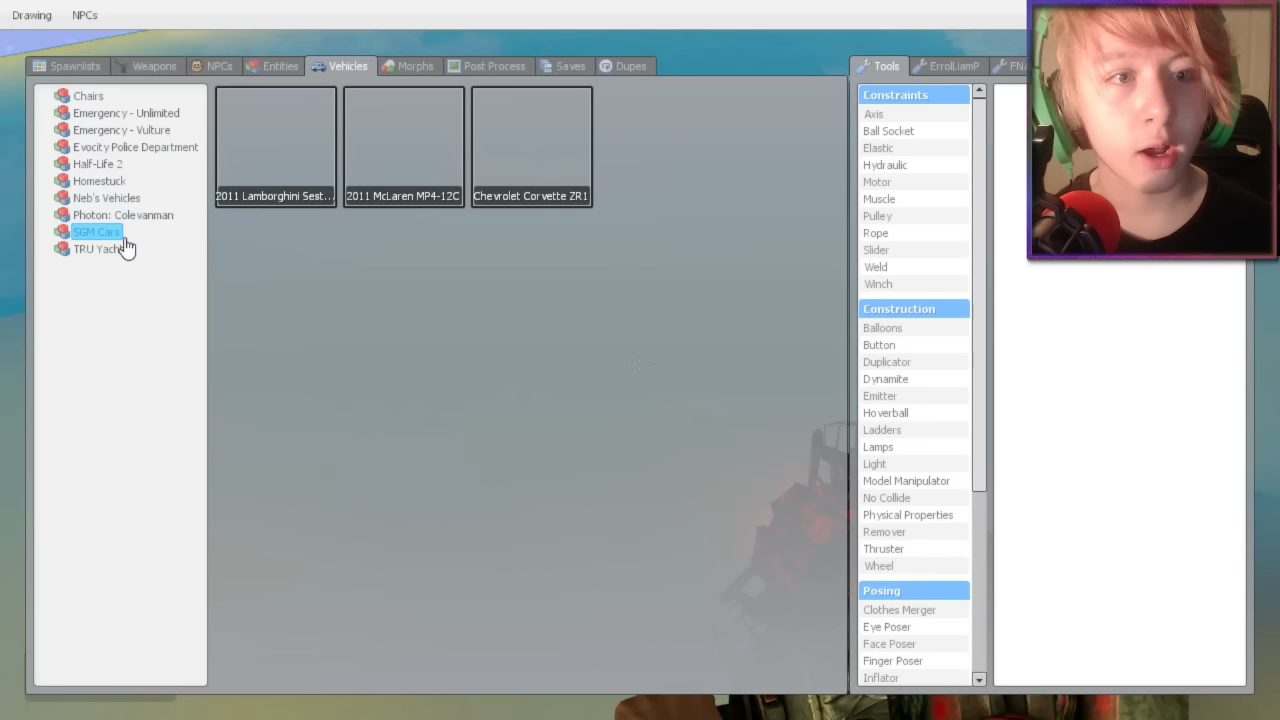 Drawing NPCs
Spawnlists Weapons NPCs Entities Vehicles Morphs Post Process Saves Dupes
Tools ErrolLiamP
Chairs
Emergency - Unlimited
Emergency - Vulture
Evocity Police Department
Half-Life 2
Homestuck
Neb's Vehicles
Photon: Colevanman
SGM Cars
TRU
2011 Lamborghini Sest... 2011 McLaren MP4-12C Chevrolet Corvette ZR1
Constraints
Axis
Ball Socket
Elastic
Hydraulic
Motor
Muscle
Pulley
Rope
Slider
Weld
Winch
Construction
Balloons
Button
Duplicator
Dynamite
Emitter
Hoverball
Ladders
Lamps
Light
Model Manipulator
No Collide
Physical Properties
Remover
Thruster
Wheel
Posing
Clothes Merger
Eye Poser
Face Poser
Finger Poser
Inflator